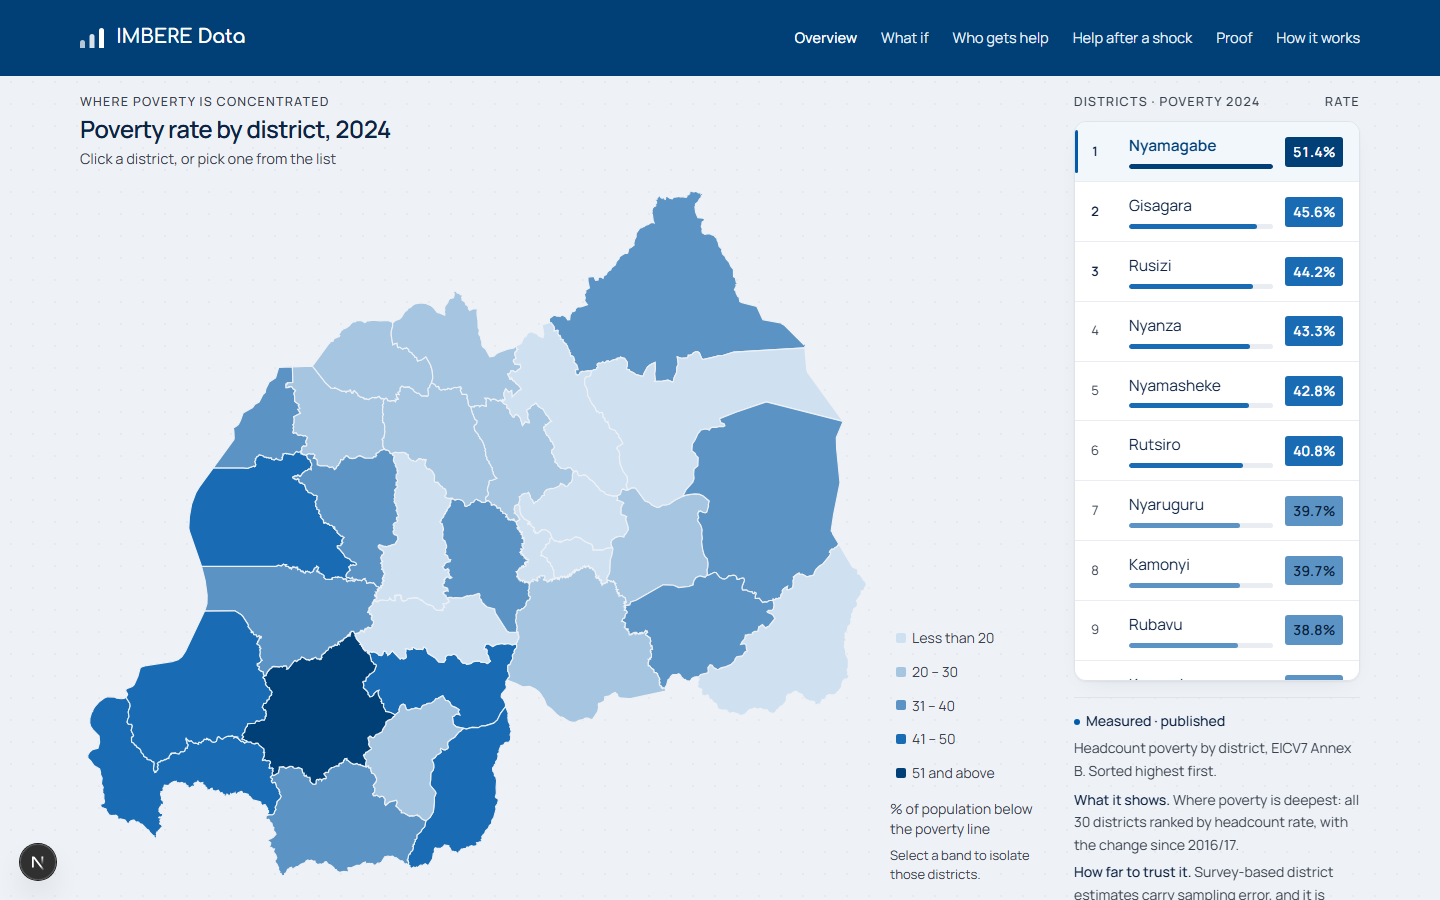 IMBERE Data
Overview
What if
Who gets help
Help after a shock
Proof
How it works
WHERE POVERTY IS CONCENTRATED
Poverty rate by district, 2024
Click a district, or pick one from the list
Less than 20
20 – 30
31 – 40
41 – 50
51 and above
% of population below
the poverty line
Select a band to isolate
those districts.
DISTRICTS · POVERTY 2024 RATE
1 Nyamagabe 51.4%
2 Gisagara 45.6%
3 Rusizi 44.2%
4 Nyanza 43.3%
5 Nyamasheke 42.8%
6 Rutsiro 40.8%
7 Nyaruguru 39.7%
8 Kamonyi 39.7%
9 Rubavu 38.8%
Measured · published
Headcount poverty by district, EICV7 Annex
B. Sorted highest first.
What it shows. Where poverty is deepest: all
30 districts ranked by headcount rate, with
the change since 2016/17.
How far to trust it. Survey-based district
estimates carry sampling error, and it is
N